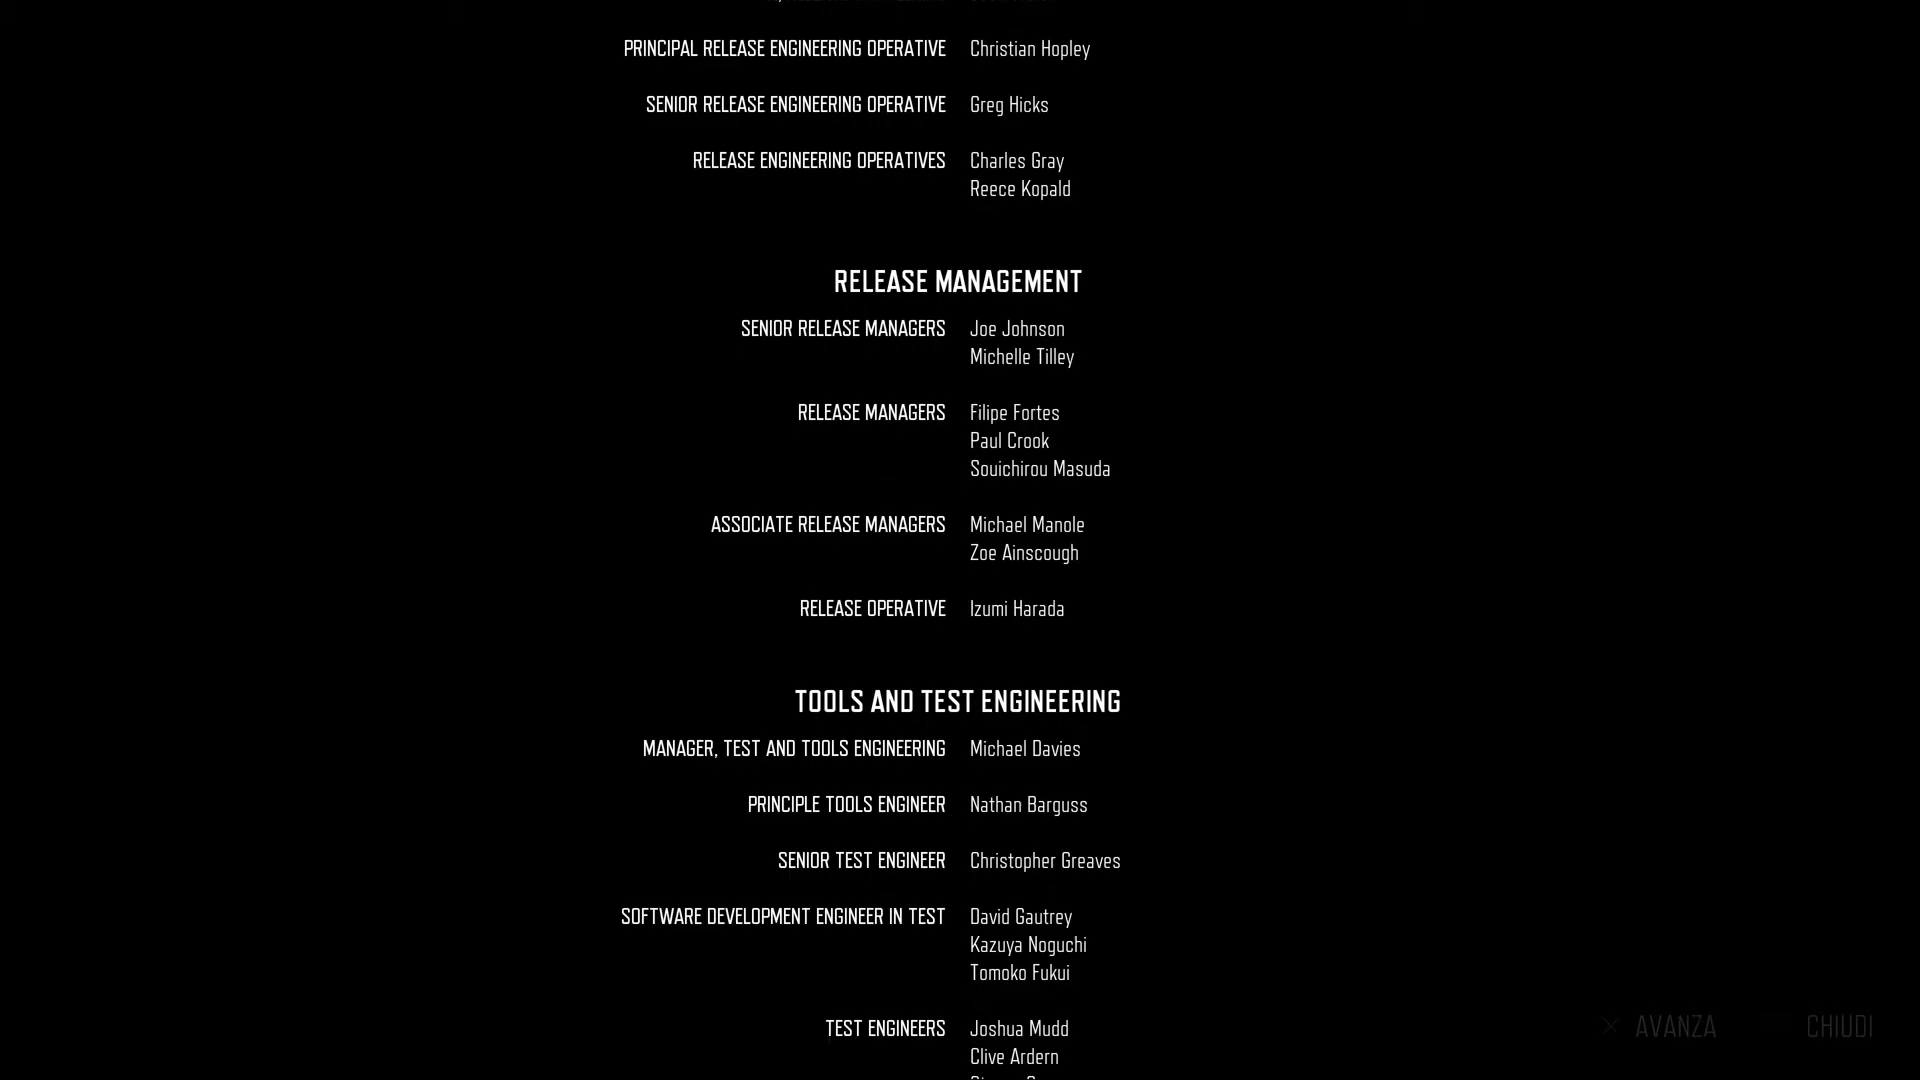 PRINCIPAL RELEASE ENGINEERING OPERATIVE Christian Hopley
SENIOR RELEASE ENGINEERING OPERATIVE Greg Hicks
RELEASE ENGINEERING OPERATIVES Charles Gray
Reece Kopald
RELEASE MANAGEMENT
SENIOR RELEASE MANAGERS Joe Johnson
Michelle Tilley
RELEASE MANAGERS Filipe Fortes
Paul Crook
Souichirou Masuda
ASSOCIATE RELEASE MANAGERS Michael Manole
Zoe Ainscough
RELEASE OPERATIVE Izumi Harada
TOOLS AND TEST ENGINEERING
MANAGER, TEST AND TOOLS ENGINEERING Michael Davies
PRINCIPLE TOOLS ENGINEER Nathan Barguss
SENIOR TEST ENGINEER Christopher Greaves
SOFTWARE DEVELOPMENT ENGINEER IN TEST David Gautrey
Kazuya Noguchi
Tomoko Fukui
TEST ENGINEERS Joshua Mudd
Clive Ardern
AVANZA CHIUDI